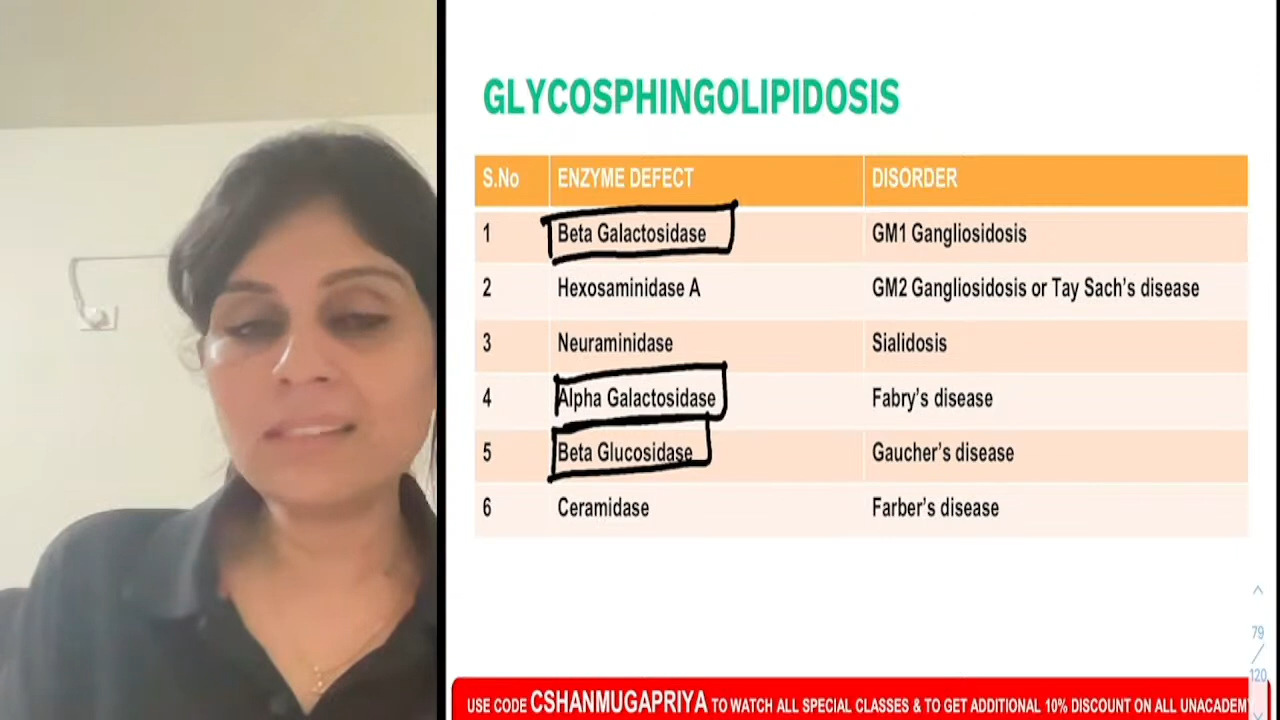 GLYCOSPHINGOLIPIDOSIS
S.No ENZYME DEFECT DISORDER
1 Beta Galactosidase GM1 Gangliosidosis
2 Hexosaminidase A GM2 Gangliosidosis or Tay Sach's disease
3 Neuraminidase Sialidosis
4 Alpha Galactosidase Fabry's disease
5 Beta Glucosidase Gaucher's disease
6 Ceramidase Farber's disease
79
/
120
USE CODE CSHANMUGAPRIYA TO WATCH ALL SPECIAL CLASSES & TO GET ADDITIONAL 10% DISCOUNT ON ALL